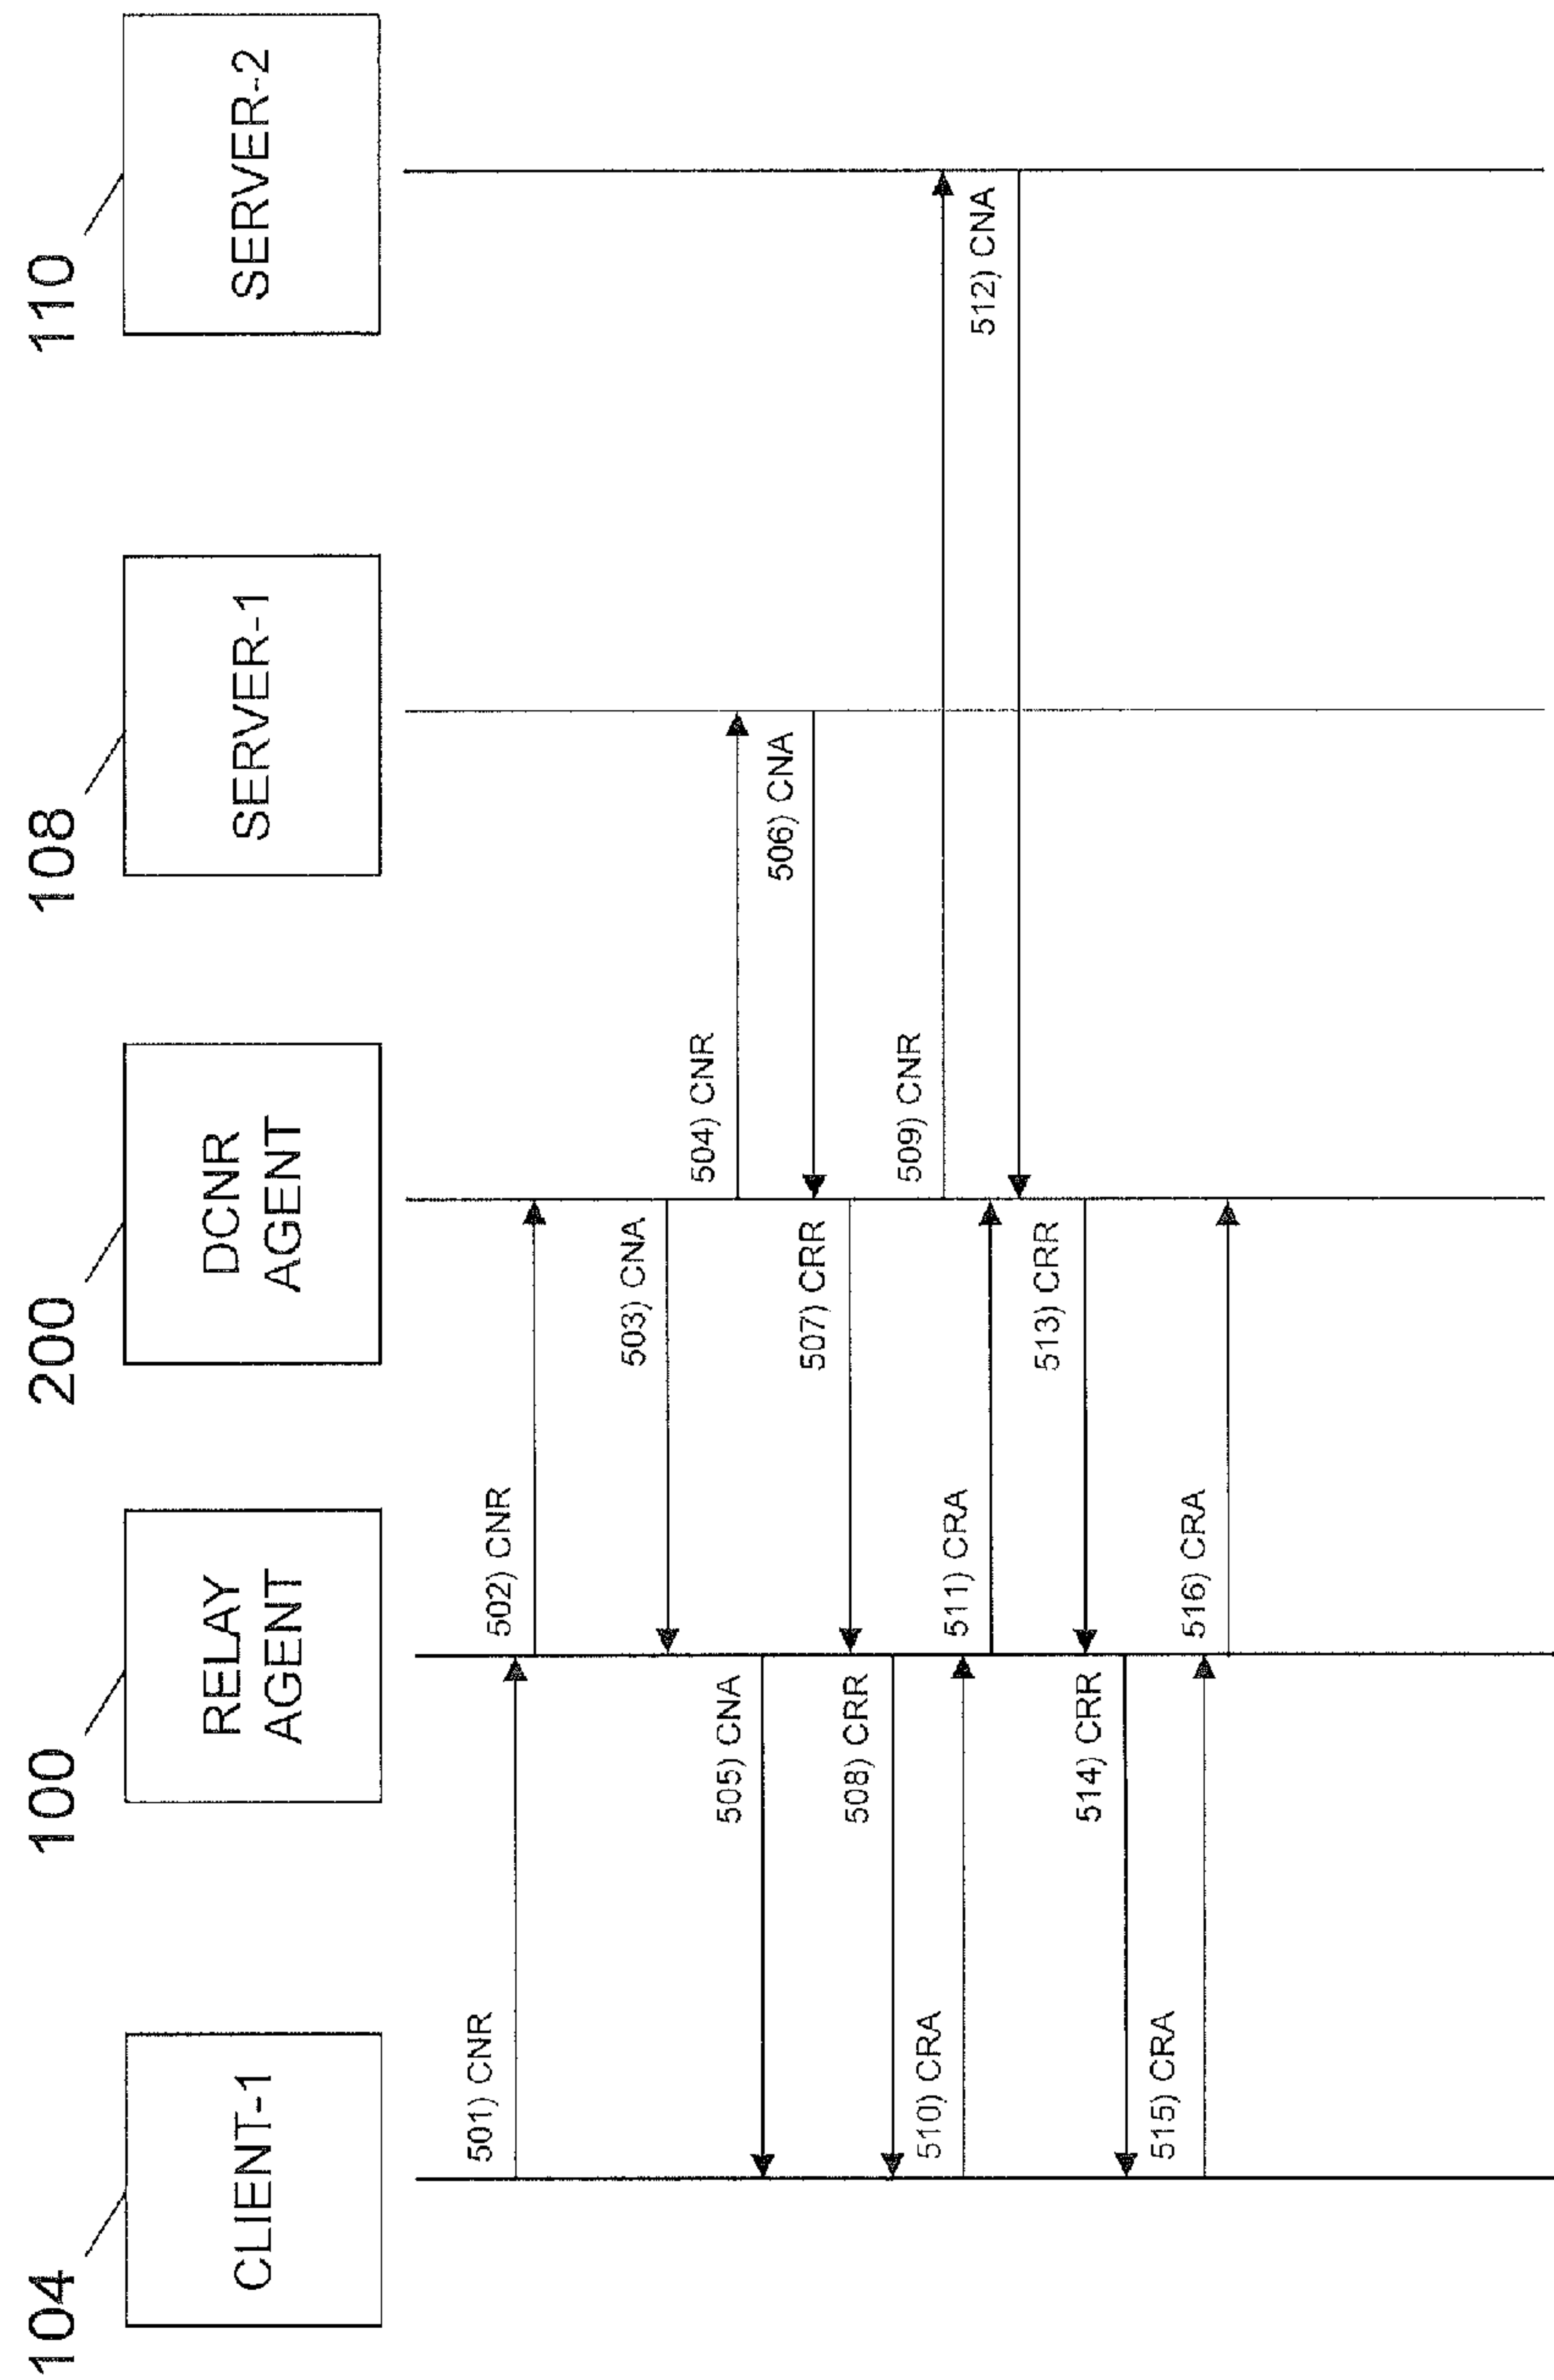 104
100
200
108
110
CLIENT-1
RELAY
AGENT
DCNR
AGENT
SERVER-1
SERVER-2
501) CNR
502) CNR
503) CNA
504) CNR
505) CNA
506) CNA
507) CRR
508) CRR
509) CNR
510) CRA
511) CRA
512) CNA
513) CRR
514) CRR
515) CRA
516) CRA